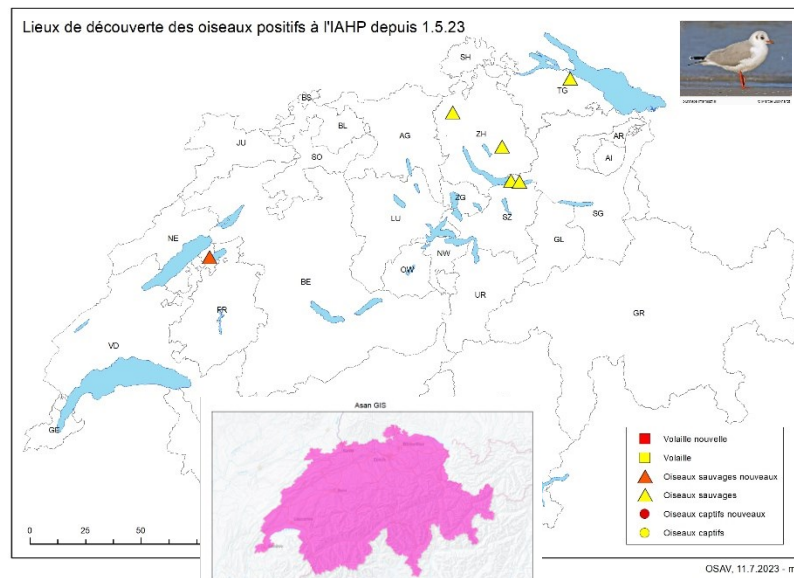 Lieux de découverte des oiseaux positifs à l'IAHP depuis 1.5.23
SH
TG
BS
BL
AG
ZH
AR
AI
JU
SO
LU
ZG
SZ
SG
NE
NW
GL
OW
BE
UR
FR
GR
VD
GE
Asan GIS
Volaille nouvelle
Volaille
Oiseaux sauvages nouveaux
Oiseaux sauvages
Oiseaux captifs nouveaux
Oiseaux captifs
0 25 50
OSAV, 11.7.2023 - m